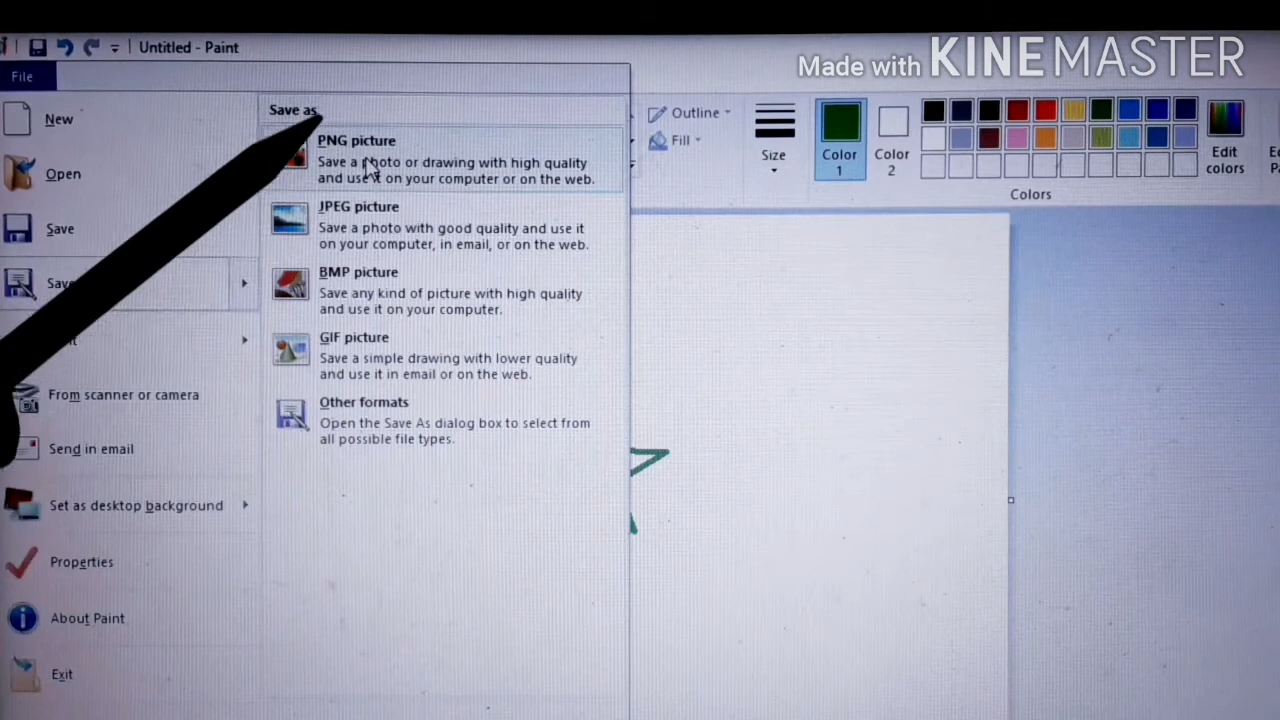 Untitled - Paint
Made with KINEMASTER
File
New
Open
Save
From scanner or camera
Send in email
Set as desktop background
Properties
About Paint
Exit
Save as
PNG picture
Save a photo or drawing with high quality
and use it on your computer or on the web.
JPEG picture
Save a photo with good quality and use it
on your computer, in email, or on the web.
BMP picture
Save any kind of picture with high quality
and use it on your computer.
GIF picture
Save a simple drawing with lower quality
and use it in email or on the web.
Other formats
Open the Save As dialog box to select from
all possible file types.
Outline
Fill
Size
Color
1
Color
2
Edit
colors
Colors